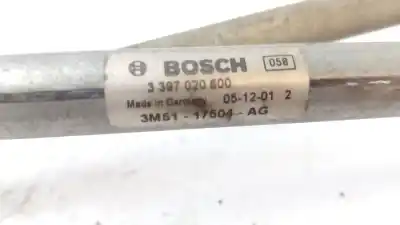 BOSCH 058
3 397 020 600
Made in Germany 05-12-01 2
3M51-17504-AG